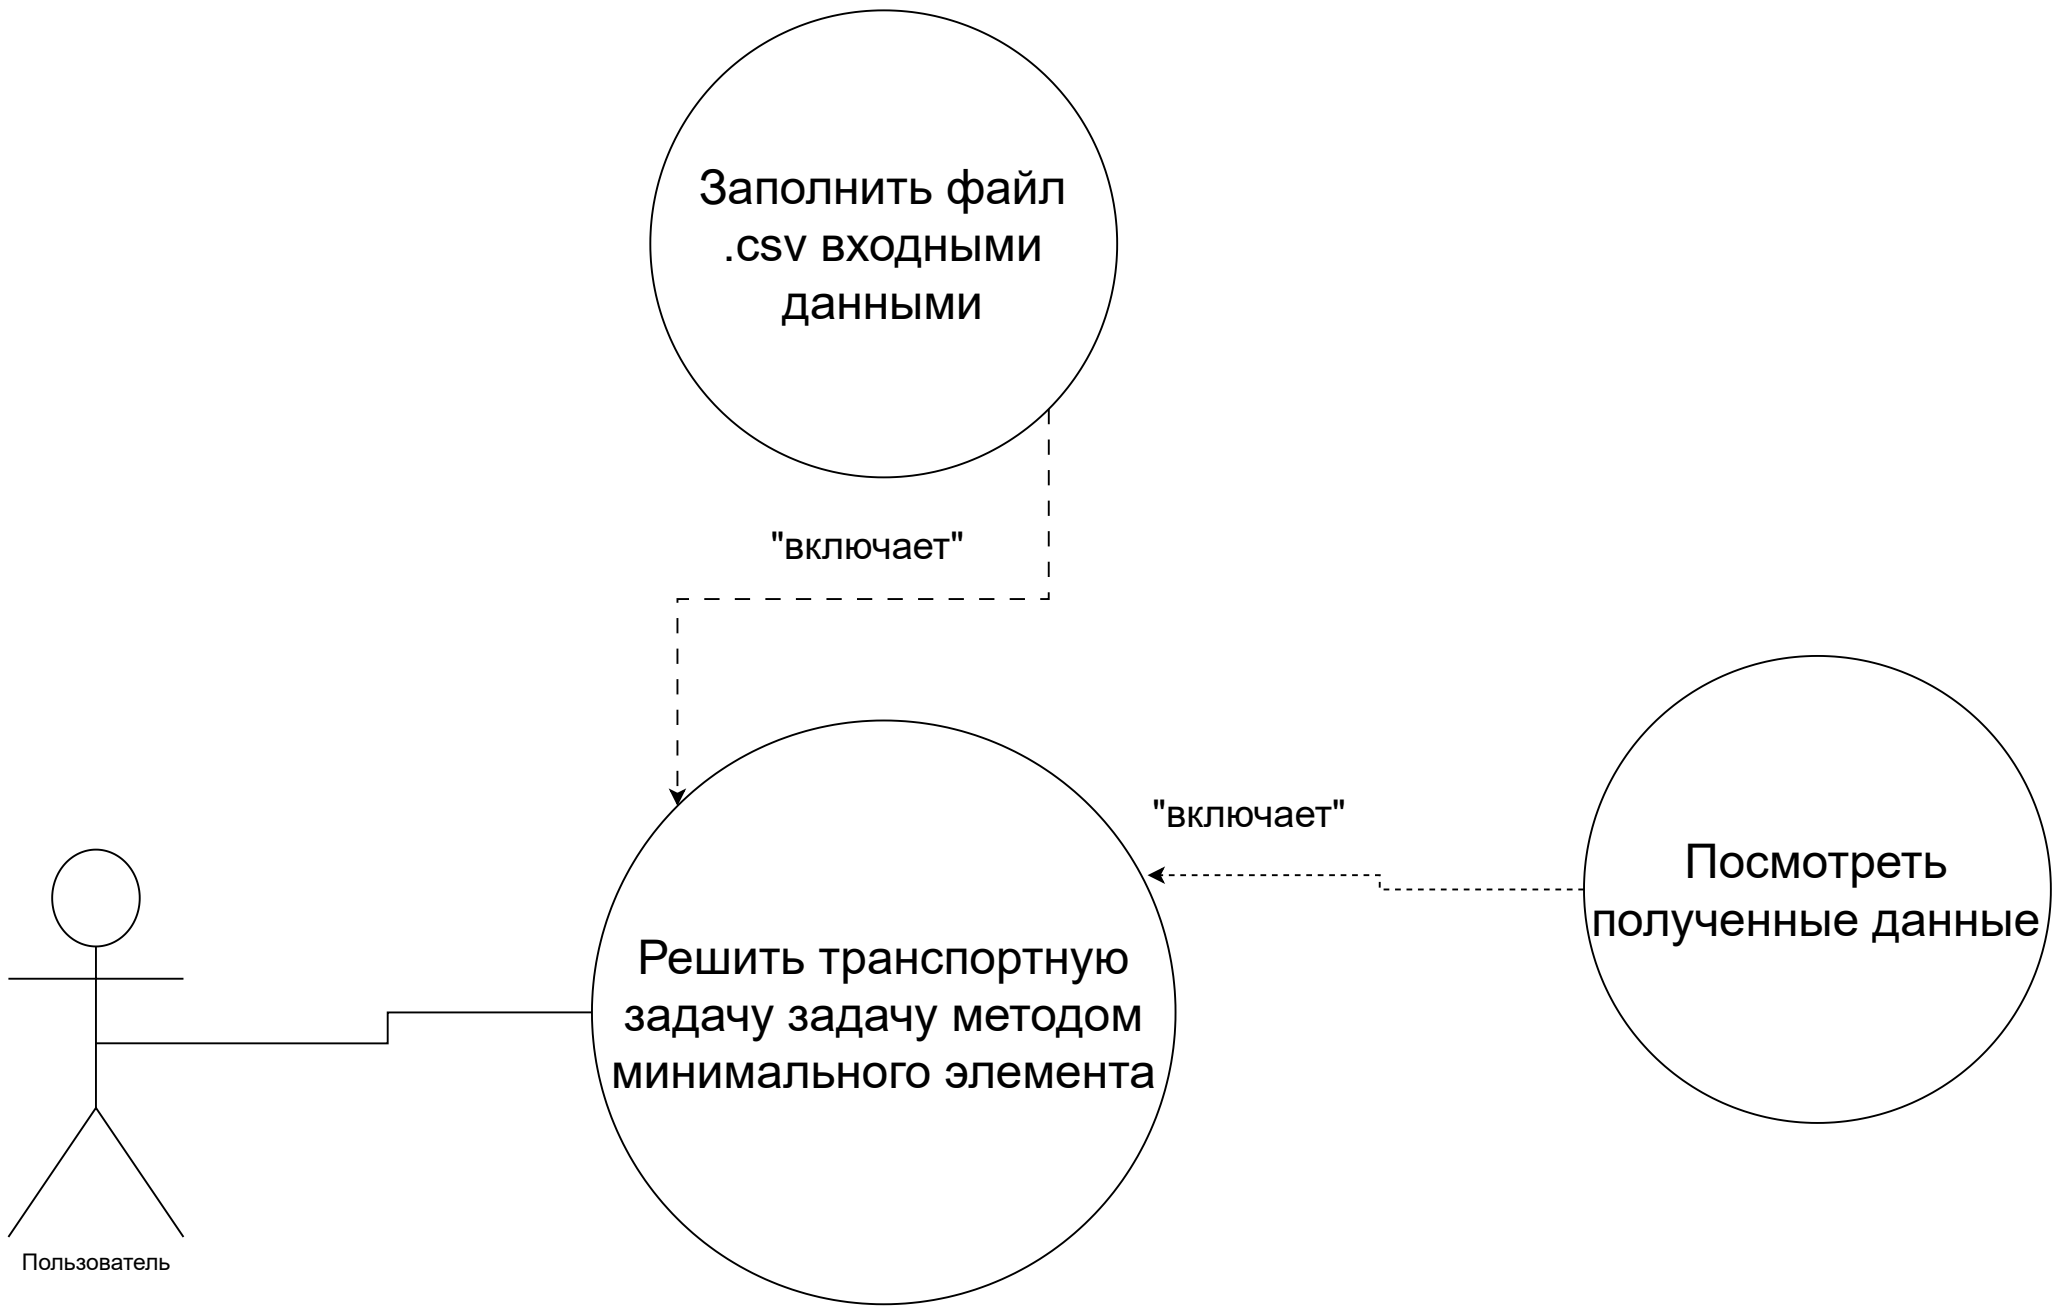 Заполнить файл
.csv входными
данными
"включает"
"включает"
Посмотреть
полученные данные
Решить транспортную
задачу задачу методом
минимального элемента
Пользователь